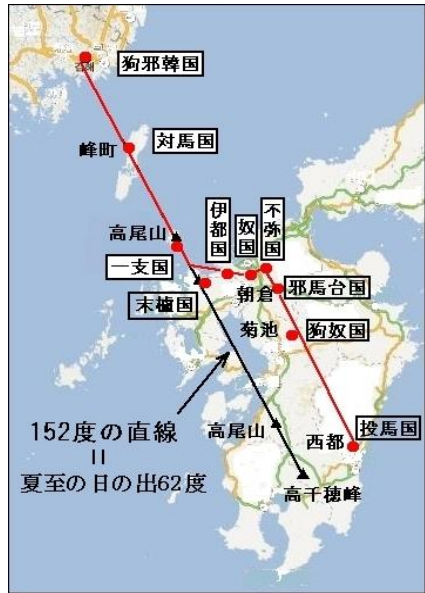 狗邪韓国
김해
対馬国
峰町
伊都国
奴国
不弥国
高尾山
一支国
末櫨国
朝倉
邪馬台国
菊池
狗奴国
152度の直線
=
夏至の日の出62度
高尾山
西都
投馬国
高千穂峰